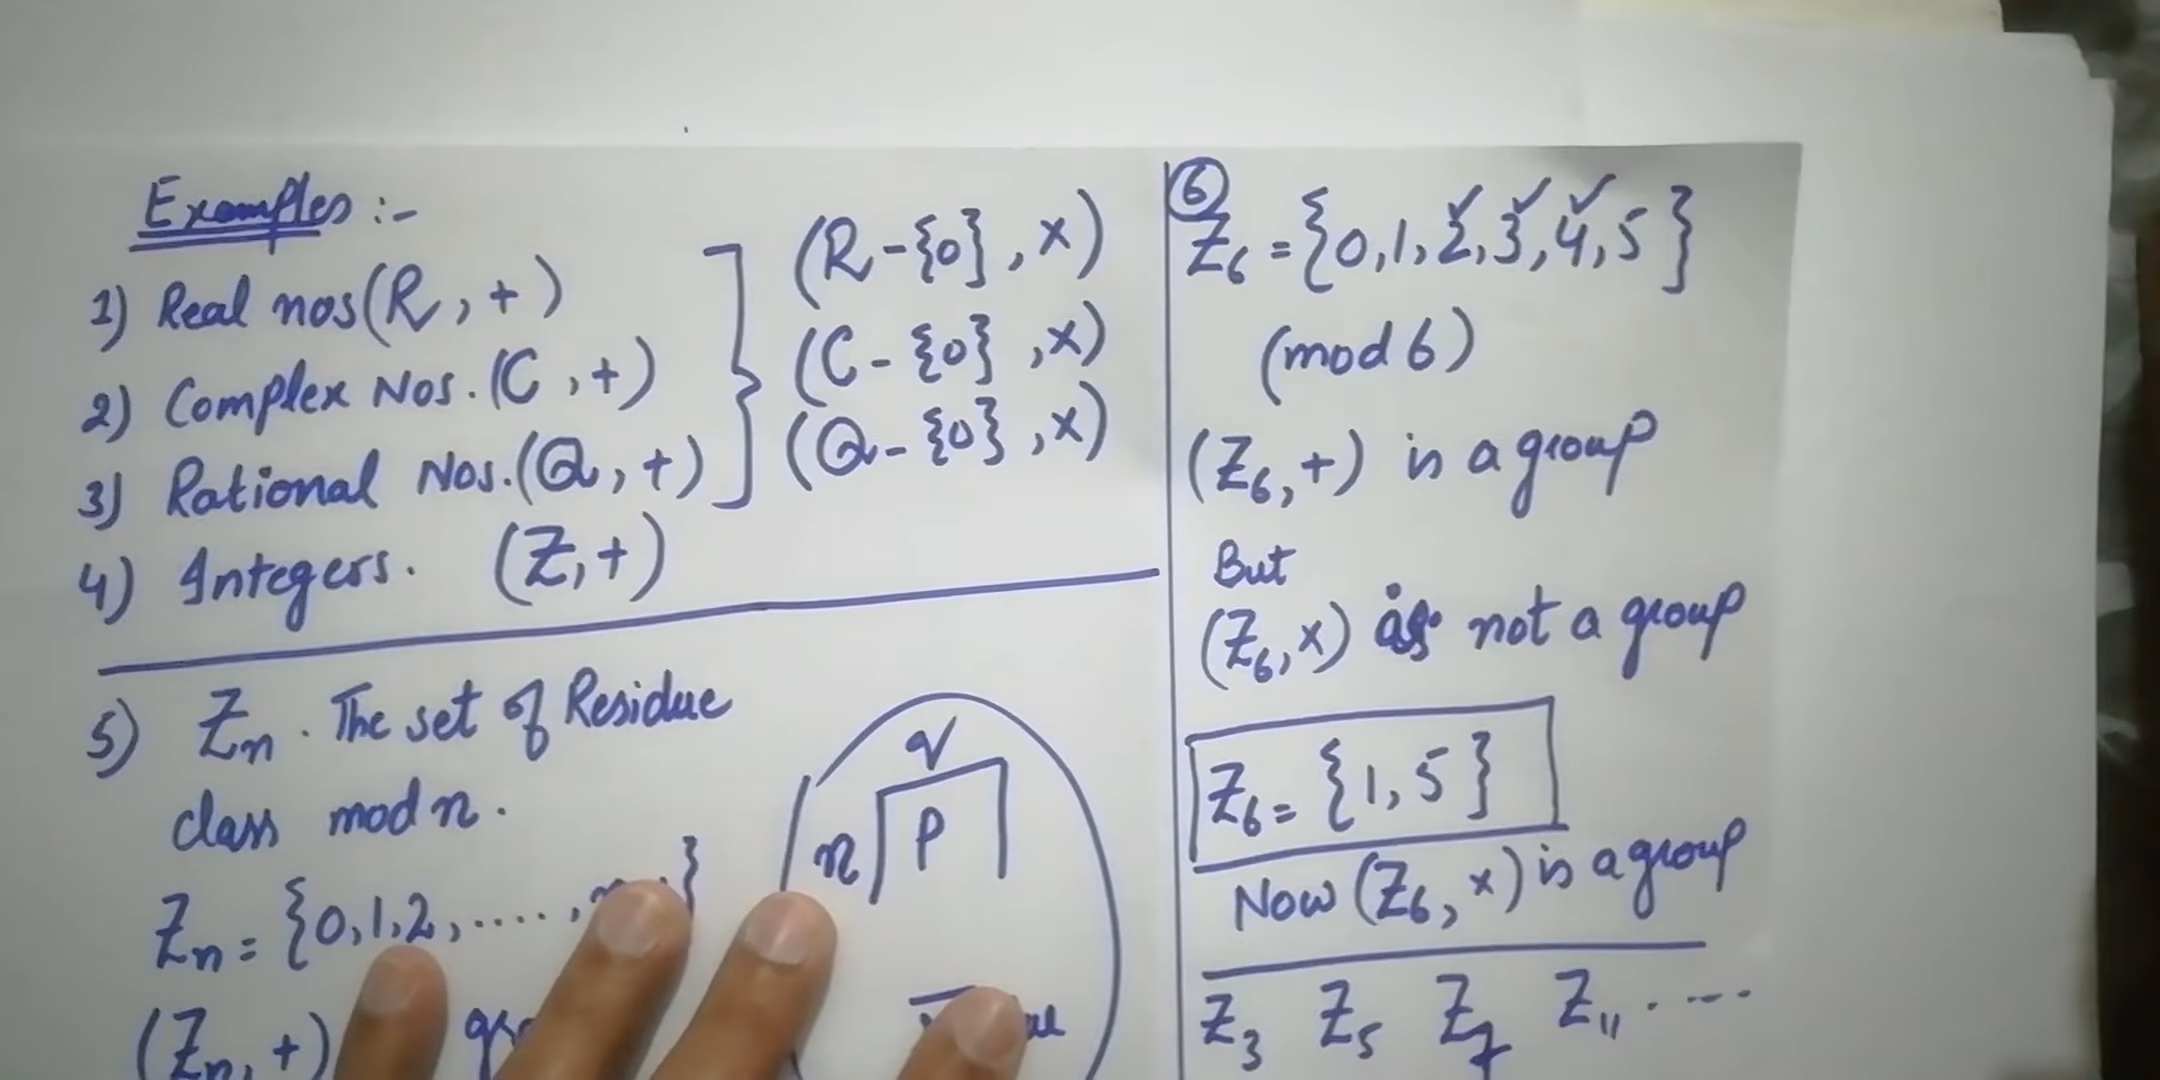 Examples :-
1) Real nos (R, +)
2) Complex Nos. (C, +)
3) Rational Nos. (Q, +)
4) Integers. (Z, +)
(R - {0}, x)
(C - {0}, x)
(Q - {0}, x)
5) Zn. The set of Residue
class mod n.
Zn = {0, 1, 2, ....,
(Zn, +)
q
n P
6
Z6 = {0, 1, 2, 3, 4, 5}
(mod 6)
(Z6, +) is a group
But
(Z6, x) is not a group
Z6 = {1, 5}
Now (Z6, x) is a group
Z3 Z5 Z7 Z11 ....